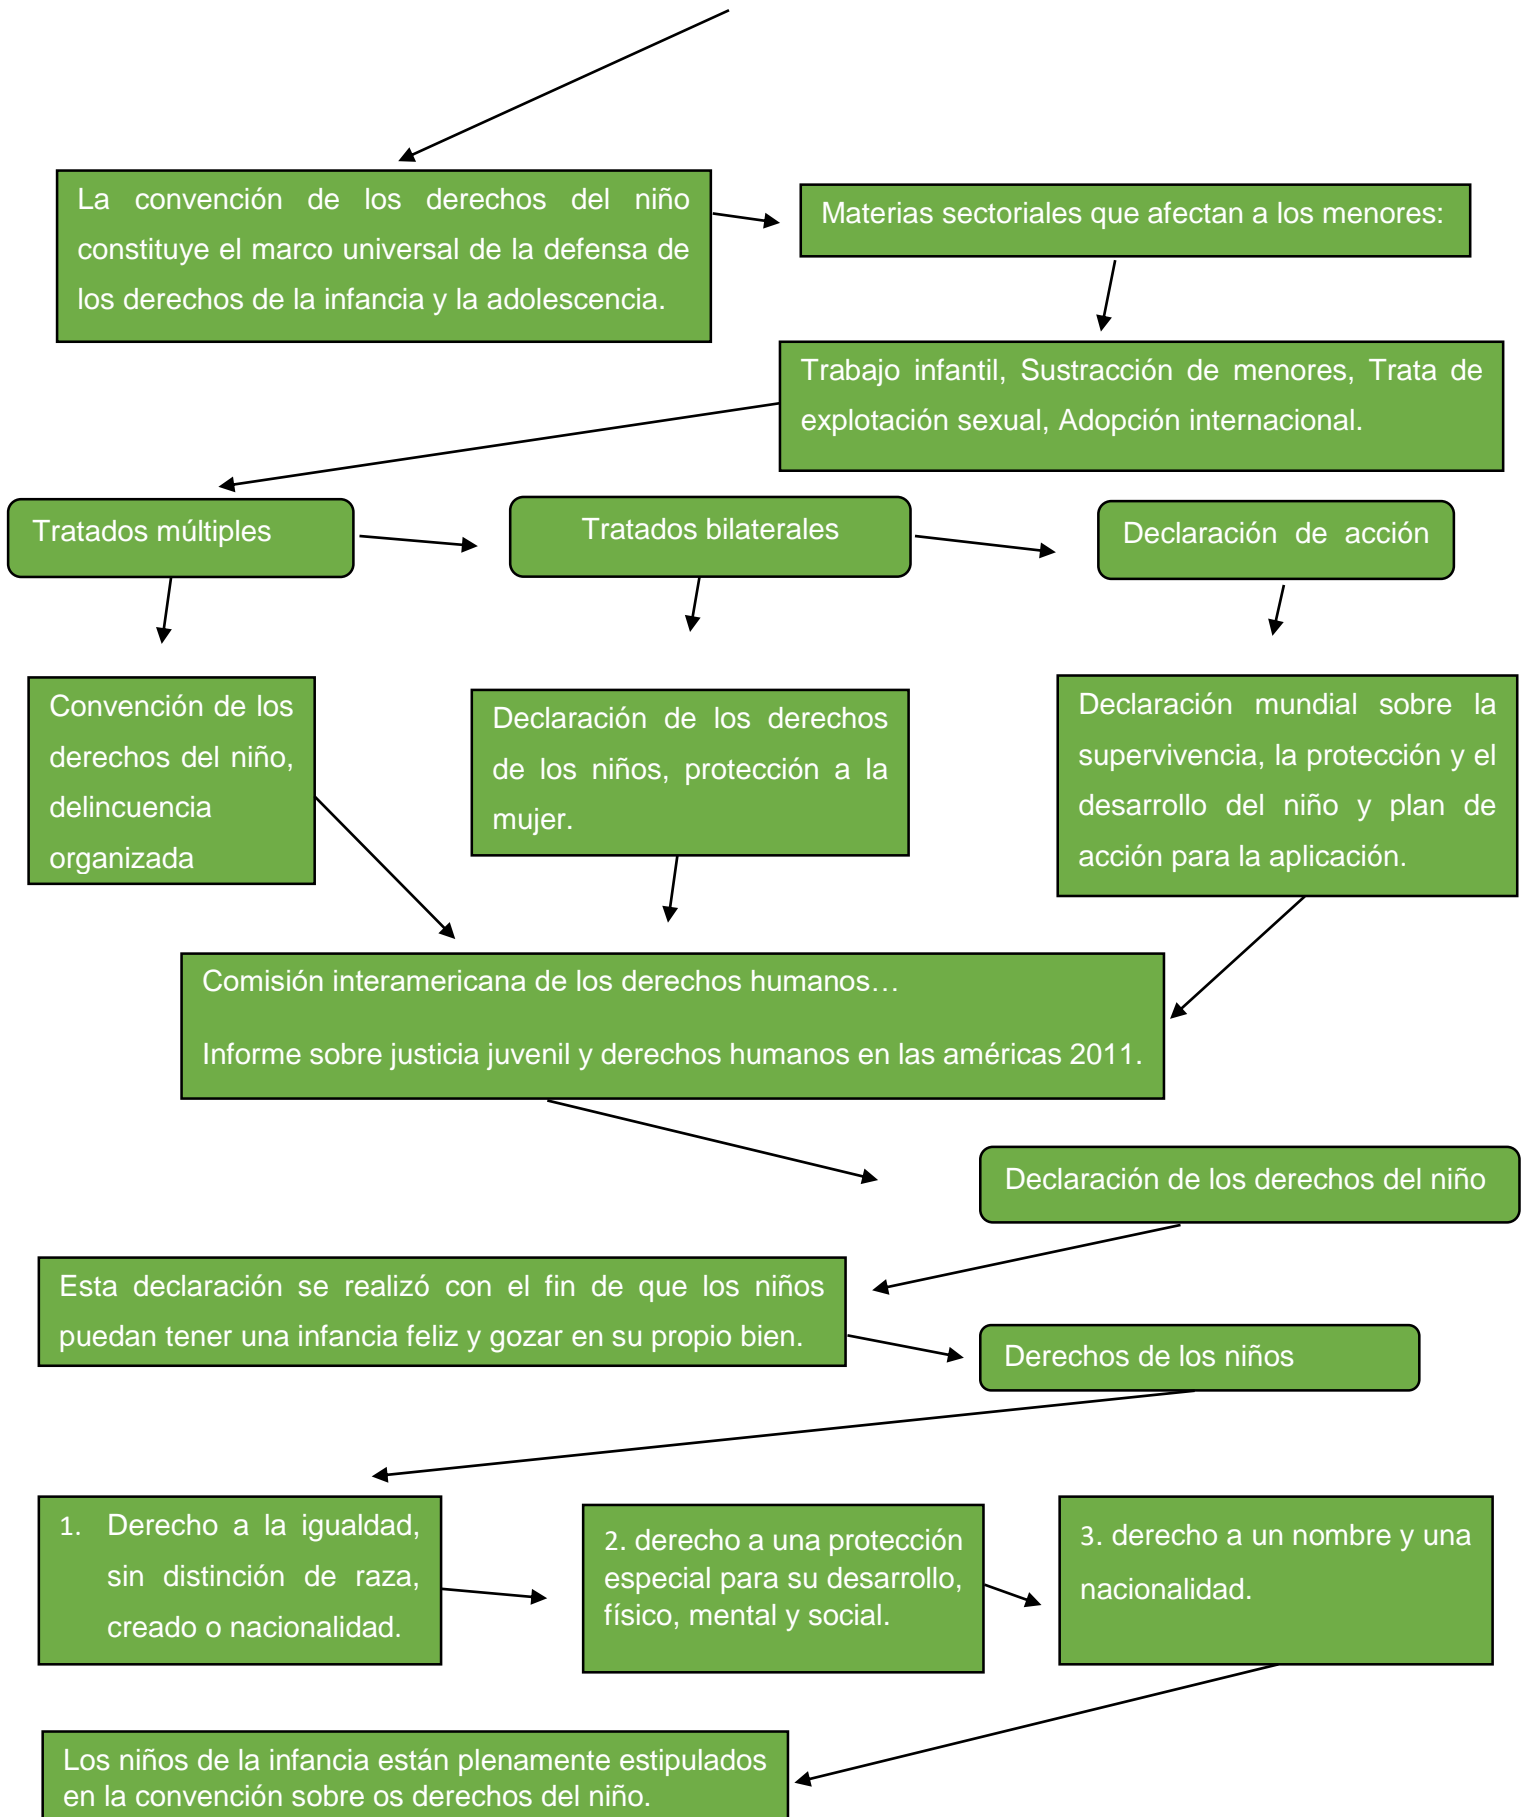 La convención de los derechos del niño
constituye el marco universal de la defensa de
los derechos de la infancia y la adolescencia.
Materias sectoriales que afectan a los menores:
Trabajo infantil, Sustracción de menores, Trata de
explotación sexual, Adopción internacional.
Tratados múltiples
Tratados bilaterales
Declaración de acción
Convención de los
derechos del niño,
delincuencia
organizada
Declaración de los derechos
de los niños, protección a la
mujer.
Declaración mundial sobre la
supervivencia, la protección y el
desarrollo del niño y plan de
acción para la aplicación.
Comisión interamericana de los derechos humanos…
Informe sobre justicia juvenil y derechos humanos en las américas 2011.
Declaración de los derechos del niño
Esta declaración se realizó con el fin de que los niños
puedan tener una infancia feliz y gozar en su propio bien.
Derechos de los niños
1. Derecho a la igualdad,
sin distinción de raza,
creado o nacionalidad.
2. derecho a una protección
especial para su desarrollo,
físico, mental y social.
3. derecho a un nombre y una
nacionalidad.
Los niños de la infancia están plenamente estipulados
en la convención sobre os derechos del niño.